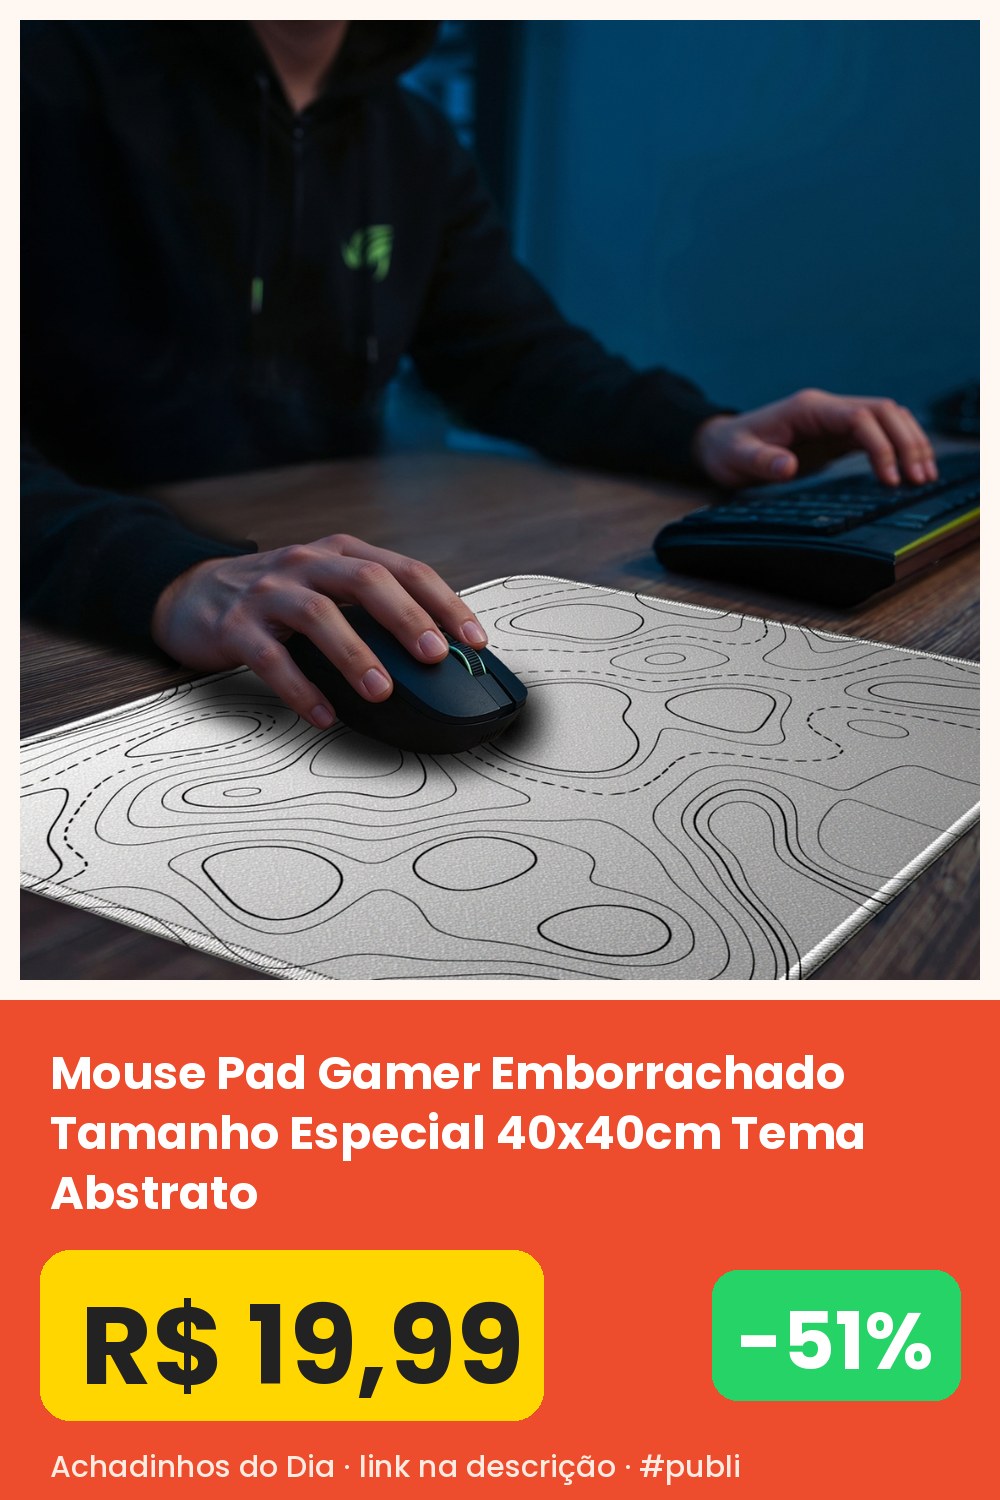 Mouse Pad Gamer Emborrachado
Tamanho Especial 40x40cm Tema
Abstrato
R$ 19,99
-51%
Achadinhos do Dia · link na descrição · #publi